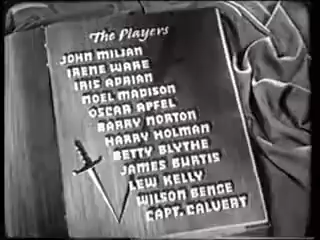 The Players
JOHN MILJAN
IRENE WARE
IRIS ADRIAN
NOEL MADISON
OSCAR APFEL
BARRY NORTON
HARRY HOLMAN
BETTY BLYTHE
JAMES BURTIS
LEW KELLY
WILSON BENGE
CAPT. CALVERT